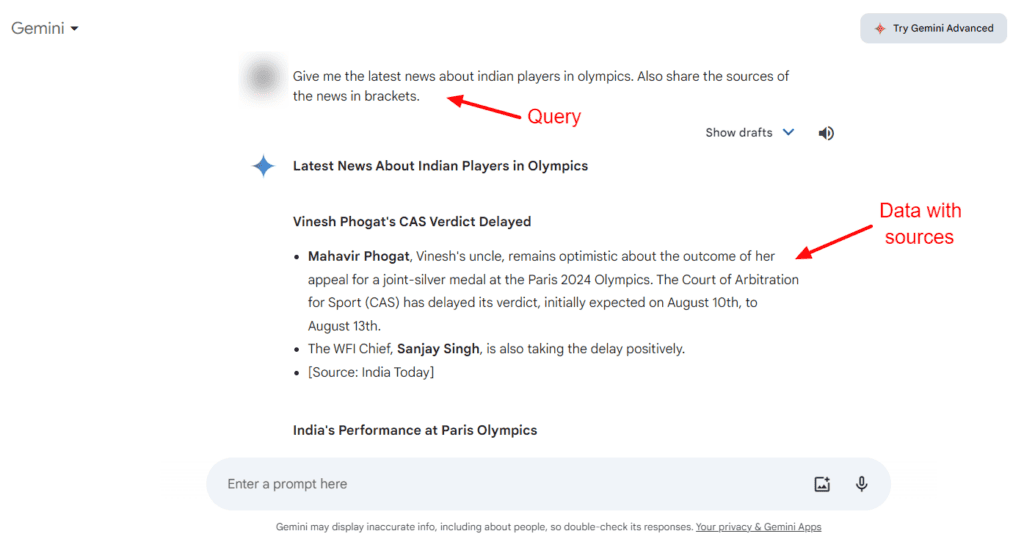 Gemini
Try Gemini Advanced
Give me the latest news about indian players in olympics. Also share the sources of
the news in brackets.
Query
Show drafts
Latest News About Indian Players in Olympics
Vinesh Phogat's CAS Verdict Delayed
Data with
sources
• Mahavir Phogat, Vinesh's uncle, remains optimistic about the outcome of her
appeal for a joint-silver medal at the Paris 2024 Olympics. The Court of Arbitration
for Sport (CAS) has delayed its verdict, initially expected on August 10th, to
August 13th.
• The WFI Chief, Sanjay Singh, is also taking the delay positively.
• [Source: India Today]
India's Performance at Paris Olympics
Enter a prompt here
Gemini may display inaccurate info, including about people, so double-check its responses. Your privacy & Gemini Apps